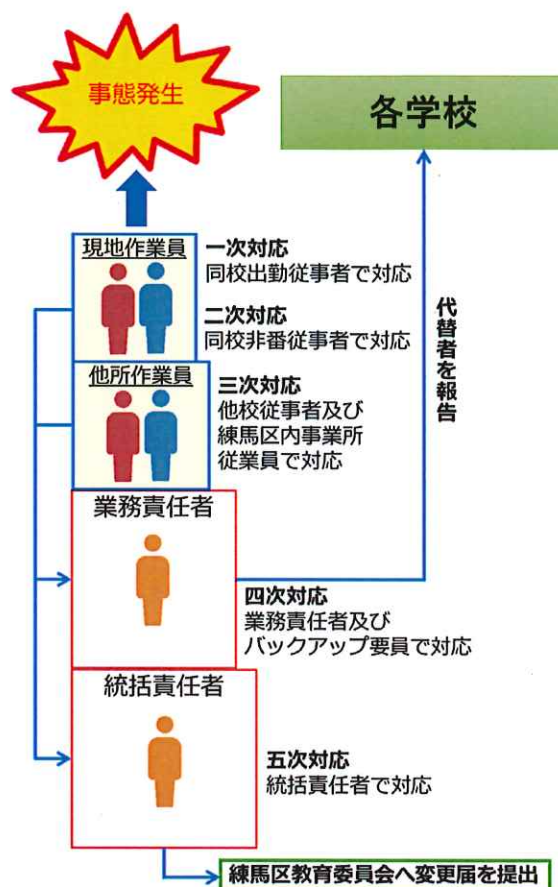 事態発生
各学校
現地作業員
一次対応
同校出勤従事者で対応
二次対応
同校非番従事者で対応
他所作業員
三次対応
他校従事者及び
練馬区内事業所
従業員で対応
代替者を報告
業務責任者
四次対応
業務責任者及び
バックアップ要員で対応
統括責任者
五次対応
統括責任者で対応
練馬区教育委員会へ変更届を提出